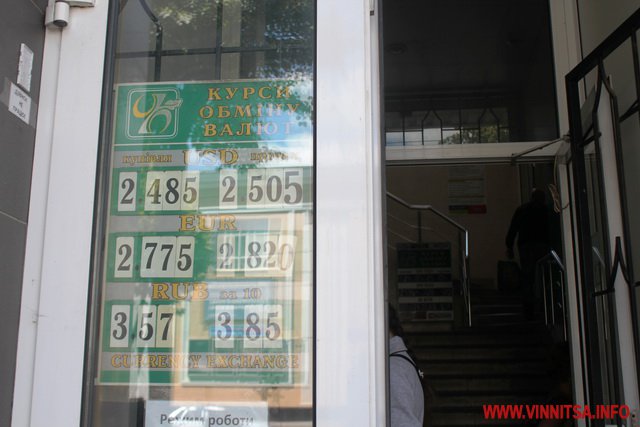 КУРСИ
ОБМІНУ
ВАЛЮТ
купівля USD
2 485 2 505
EUR
2 775 2 820
RUB за 10
3 57 3 85
CURRENCY EXCHANGE
Режим роботи
WWW.VINNITSA.INFO